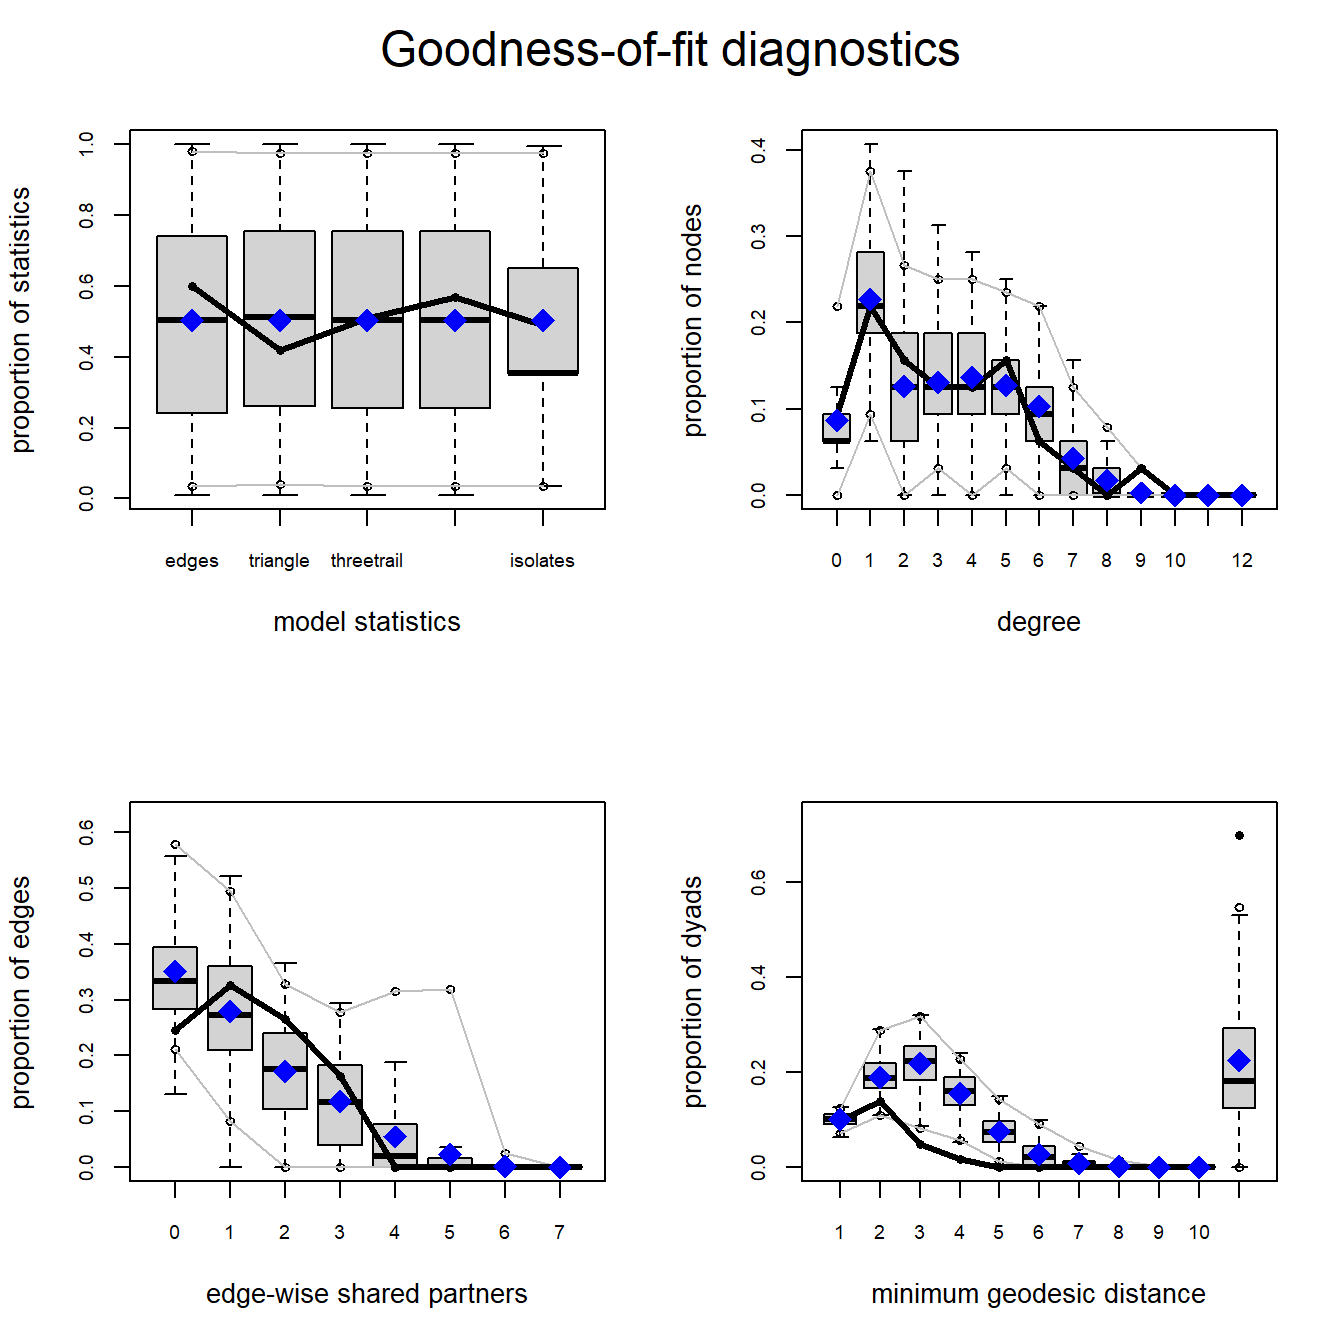 Goodness-of-fit diagnostics
proportion of statistics
0.0 0.2 0.4 0.6 0.8 1.0
edges triangle threetrail isolates
model statistics
proportion of nodes
0.0 0.1 0.2 0.3 0.4
0 1 2 3 4 5 6 7 8 9 10 12
degree
proportion of edges
0.0 0.1 0.2 0.3 0.4 0.5 0.6
0 1 2 3 4 5 6 7
edge-wise shared partners
proportion of dyads
0.0 0.2 0.4 0.6
1 2 3 4 5 6 7 8 9 10
minimum geodesic distance